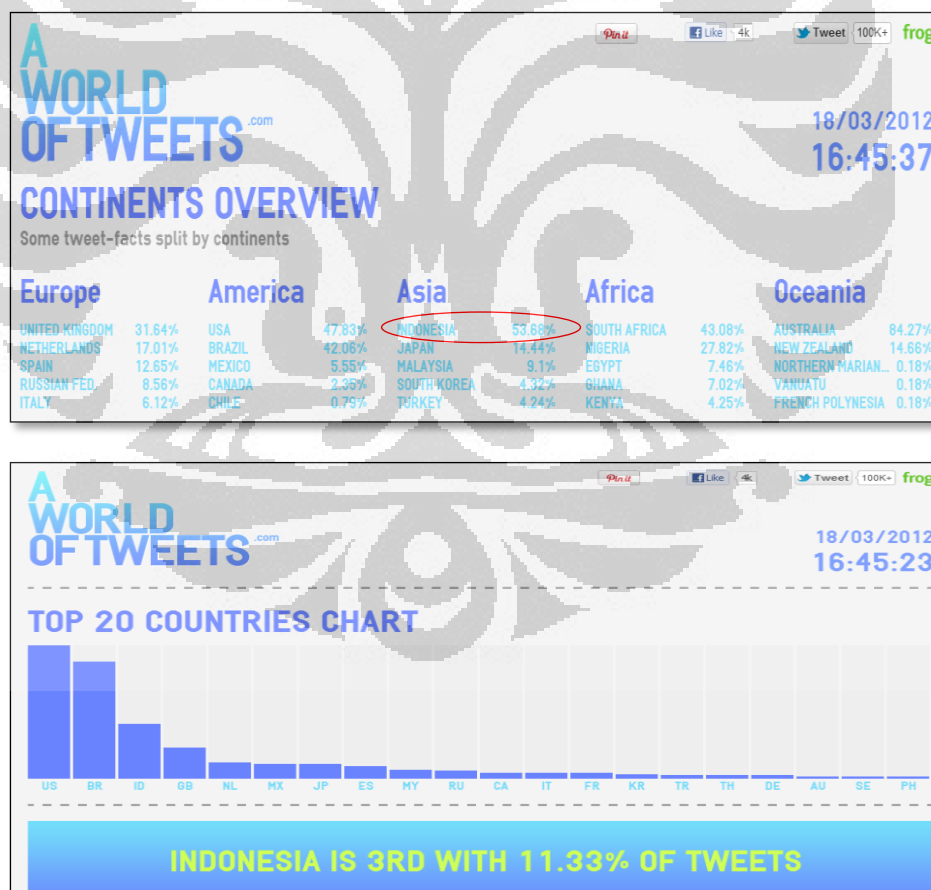 Pin it Like 4k Tweet 100K+ frog
A
WORLD
OF TWEETS .com
18/03/2012
16:45:37
CONTINENTS OVERVIEW
Some tweet-facts split by continents
Europe America Asia Africa Oceania
UNITED KINGDOM 31.64% USA 47.83% INDONESIA 53.68% SOUTH AFRICA 43.08% AUSTRALIA 84.27%
NETHERLANDS 17.01% BRAZIL 42.06% JAPAN 14.44% NIGERIA 27.82% NEW ZEALAND 14.66%
SPAIN 12.65% MEXICO 5.55% MALAYSIA 9.1% EGYPT 7.46% NORTHERN MARIAN... 0.18%
RUSSIAN FED. 8.56% CANADA 2.35% SOUTH KOREA 4.32% GHANA 7.02% VANUATU 0.18%
ITALY 6.12% CHILE 0.79% TURKEY 4.24% KENYA 4.25% FRENCH POLYNESIA 0.18%
Pin it Like 4k Tweet 100K+ frog
A
WORLD
OF TWEETS .com
18/03/2012
16:45:23
TOP 20 COUNTRIES CHART
US BR ID GB NL MX JP ES MY RU CA IT FR KR TR TH DE AU SE PH
INDONESIA IS 3RD WITH 11.33% OF TWEETS